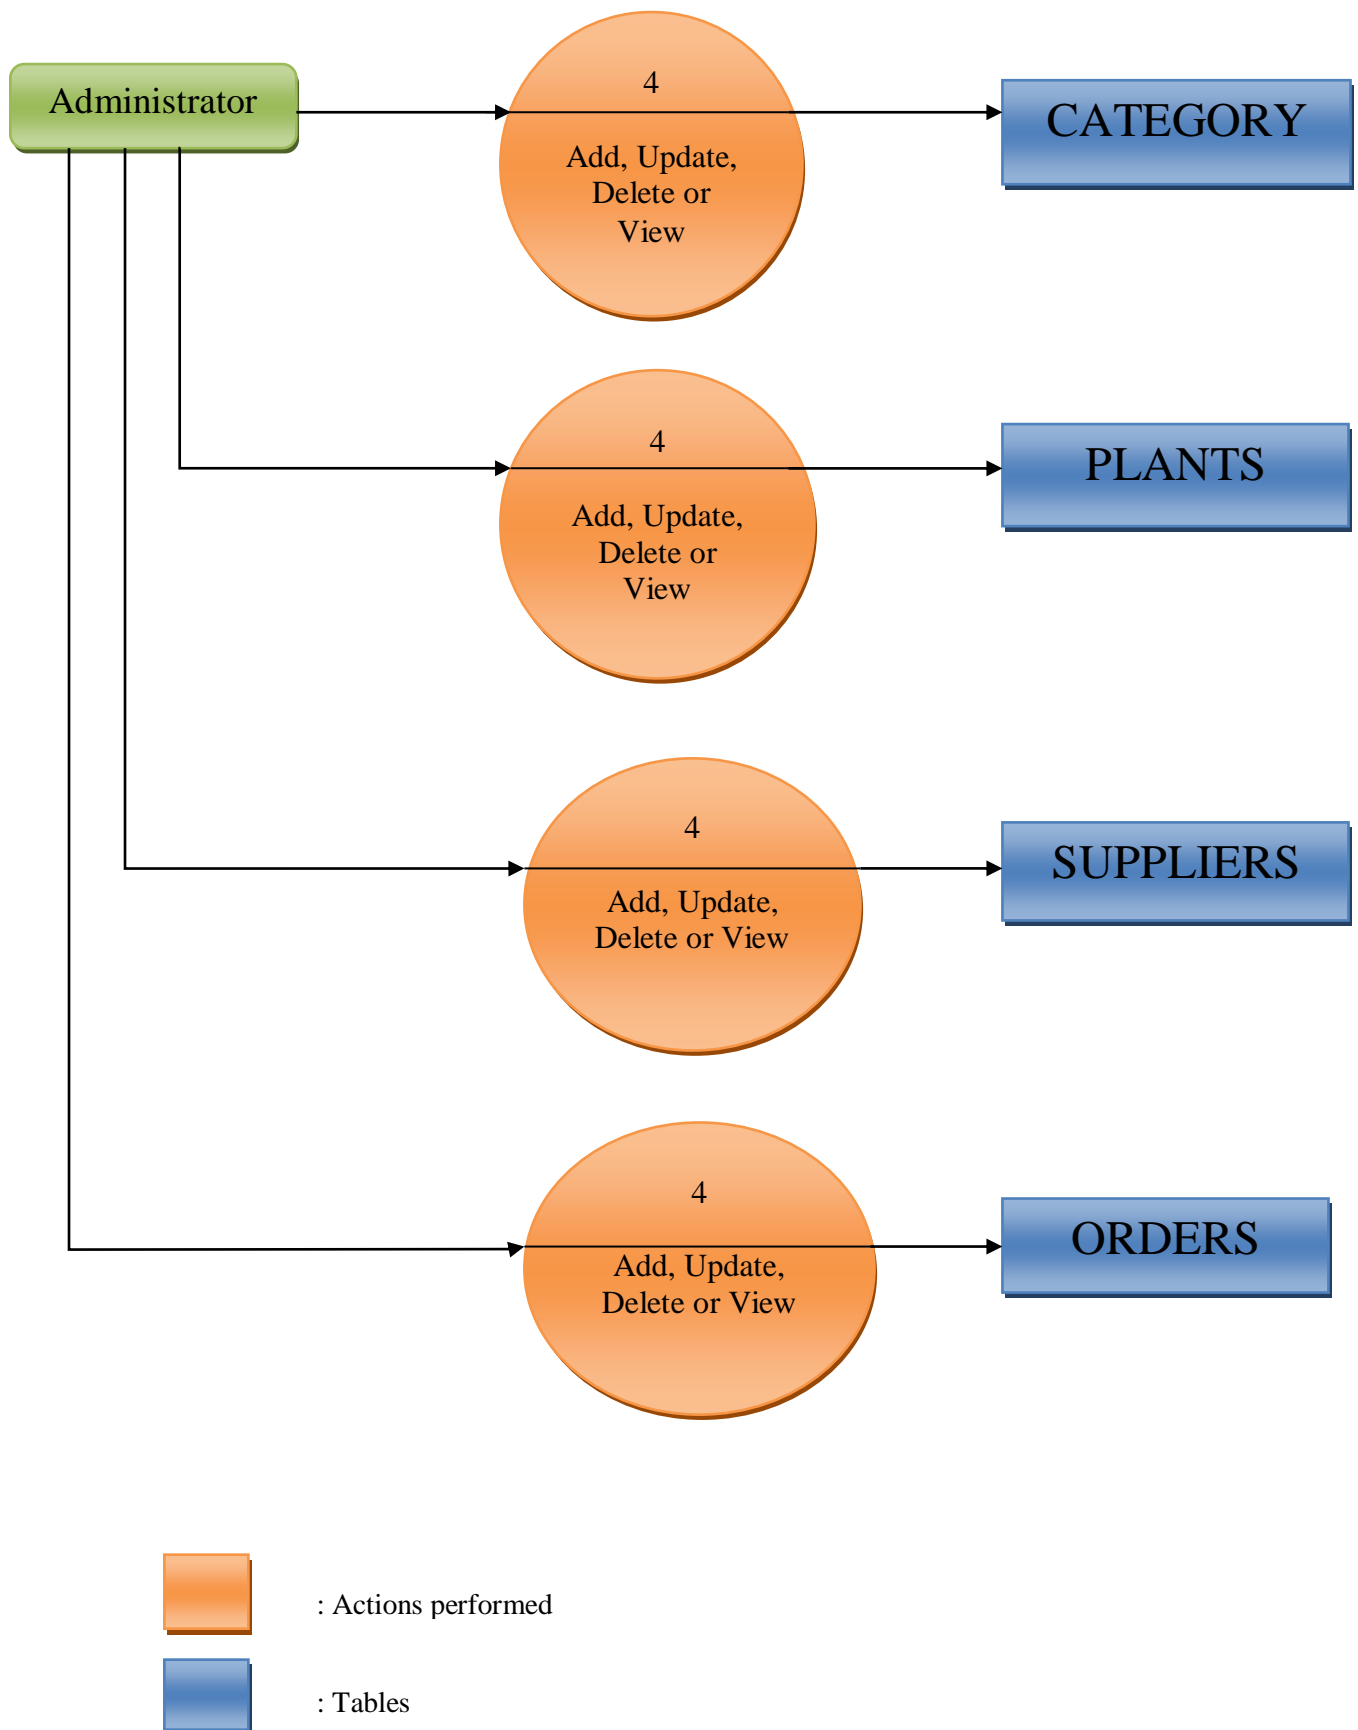 Administrator
4
Add, Update,
Delete or
View
CATEGORY
4
Add, Update,
Delete or
View
PLANTS
4
Add, Update,
Delete or View
SUPPLIERS
4
Add, Update,
Delete or View
ORDERS
: Actions performed
: Tables